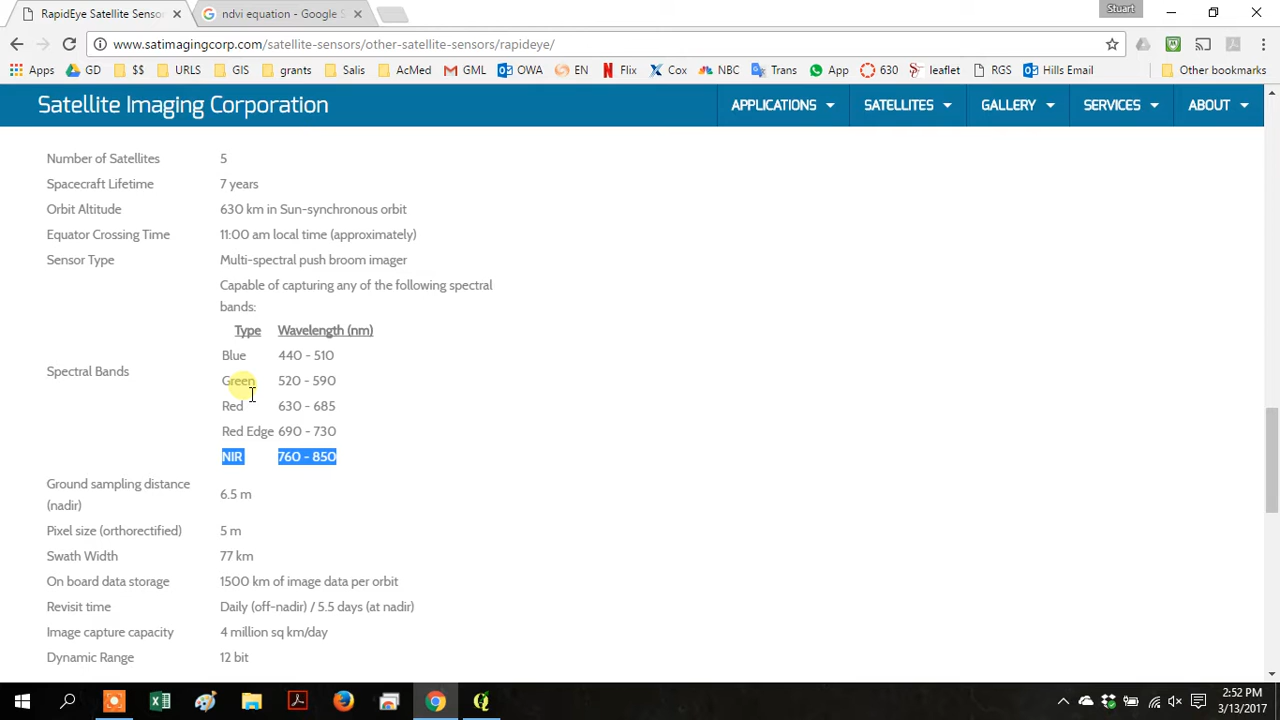 RapidEye Satellite Senso
ndvi equation - Google S
Stuart
www.satimagingcorp.com/satellite-sensors/other-satellite-sensors/rapideye/
Apps GD $$ URLS GIS grants Salis AcMed GML OWA EN Flix Cox NBC Trans App 630 leaflet RGS Hills Email Other bookmarks
Satellite Imaging Corporation APPLICATIONS SATELLITES GALLERY SERVICES ABOUT
Number of Satellites 5
Spacecraft Lifetime 7 years
Orbit Altitude 630 km in Sun-synchronous orbit
Equator Crossing Time 11:00 am local time (approximately)
Sensor Type Multi-spectral push broom imager
Capable of capturing any of the following spectral
bands:
Type Wavelength (nm)
Blue 440 - 510
Spectral Bands
Green 520 - 590
Red 630 - 685
Red Edge 690 - 730
NIR 760 - 850
Ground sampling distance
(nadir)
6.5 m
Pixel size (orthorectified) 5 m
Swath Width 77 km
On board data storage 1500 km of image data per orbit
Revisit time Daily (off-nadir) / 5.5 days (at nadir)
Image capture capacity 4 million sq km/day
Dynamic Range 12 bit
2:52 PM
3/13/2017